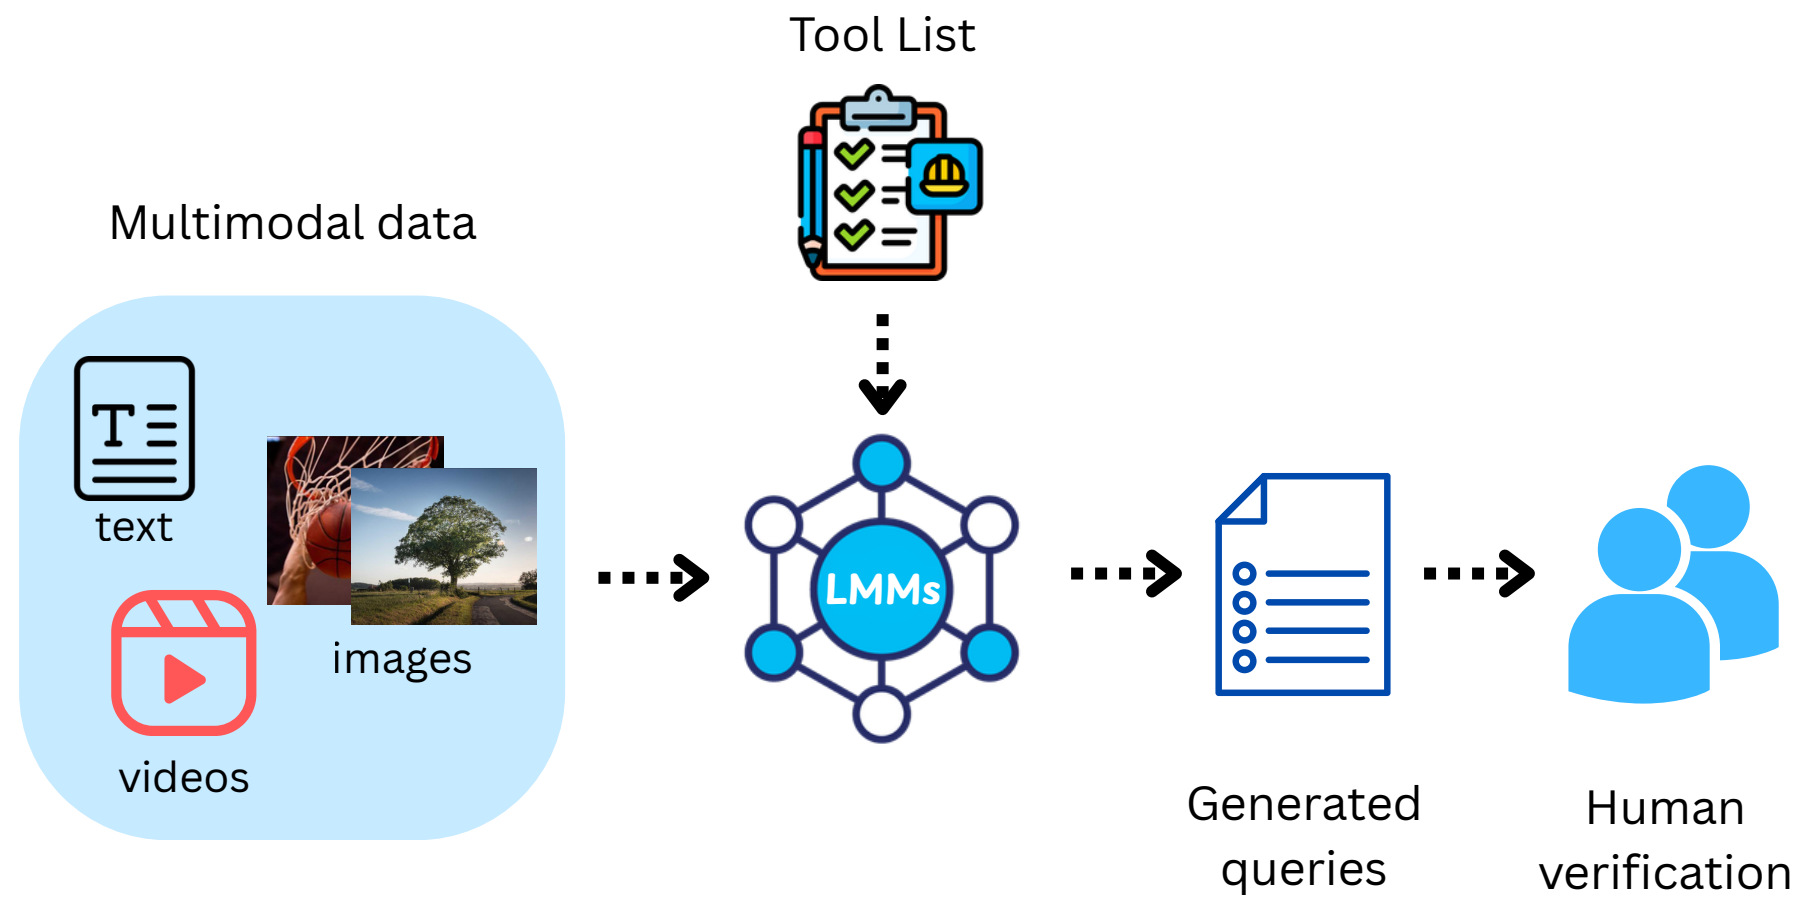 Tool List
Multimodal data
T
text
images
videos
LMMs
Generated
queries
Human
verification